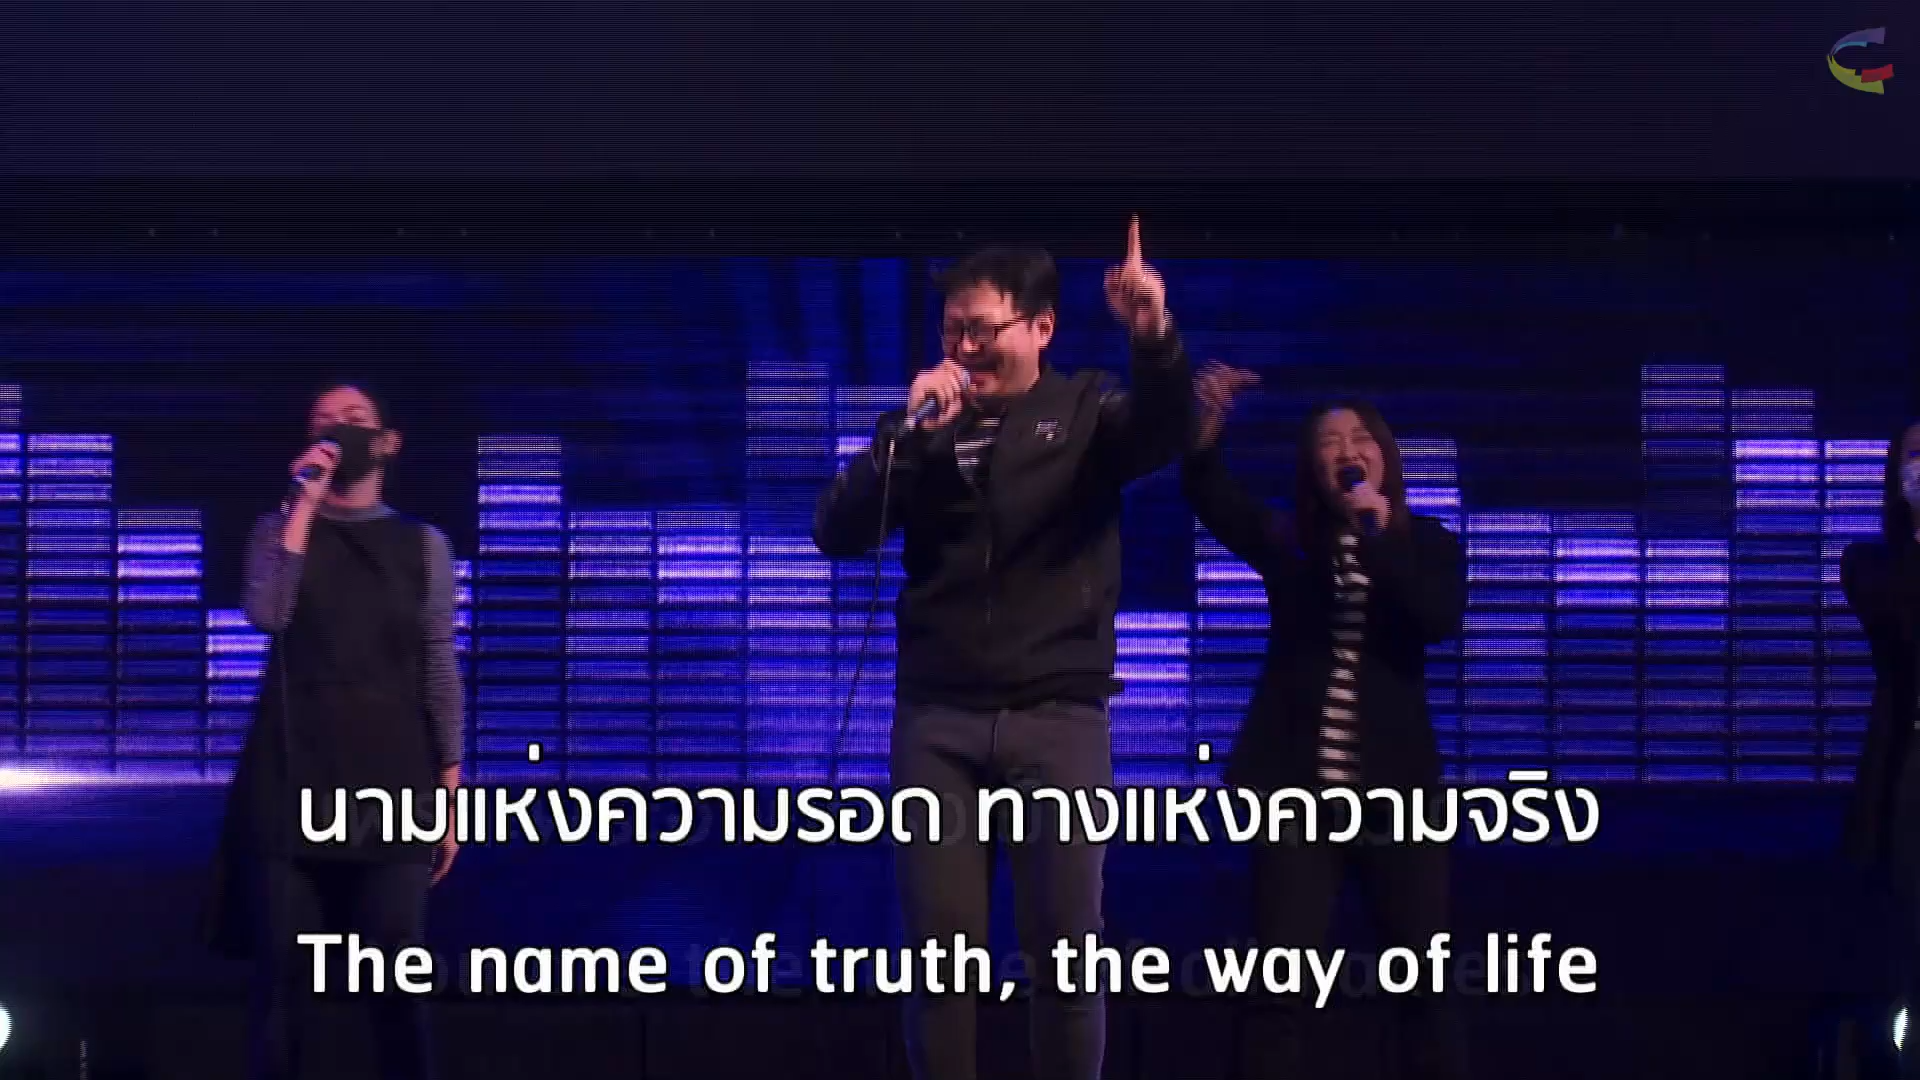 นามแห่งความรอด ทางแห่งความจริง
The name of truth, the way of life